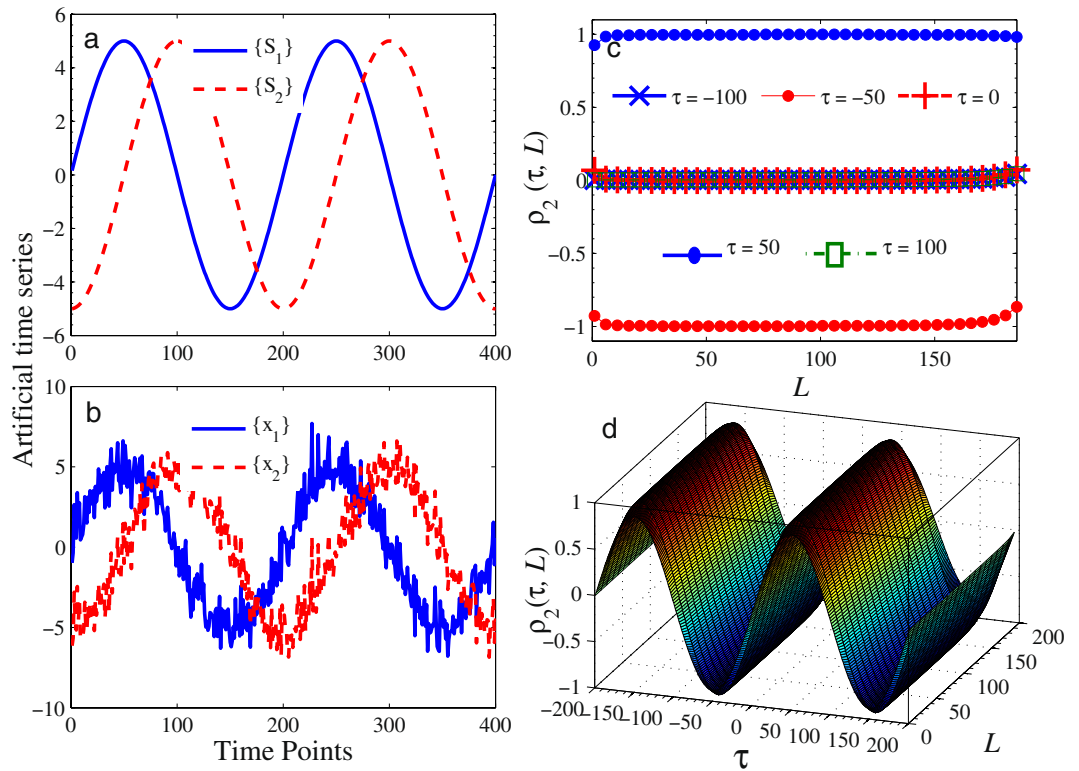 Artificial time series
6
4
2
0
-2
-4
-6
0
100
200
300
400
a
{S1}
{S2}
10
5
0
-5
-10
0
100
200
300
400
b
{x1}
{x2}
Time Points
1
0.5
0
-0.5
-1
0
50
100
150
c
ρ2(τ, L)
τ = -100
τ = -50
τ = 0
τ = 50
τ = 100
L
d
1
0.5
0
-0.5
-1
ρ2(τ, L)
-200
-150
-100
-50
0
50
100
150
200
τ
0
50
100
150
200
L